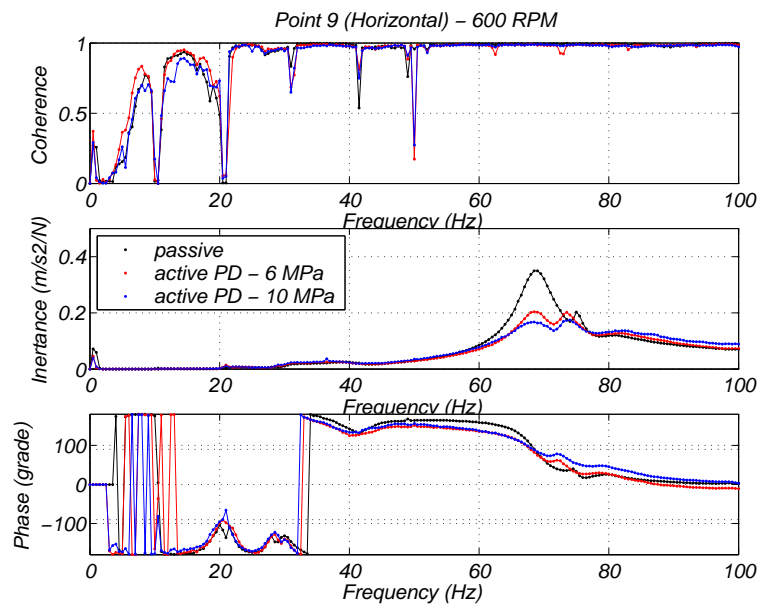 Point 9 (Horizontal) − 600 RPM
Coherence
1
0.5
0
0 20 40 60 80 100
Frequency (Hz)
Inertance (m/s2/N)
0.4
0.2
0
passive
active PD − 6 MPa
active PD − 10 MPa
0 20 40 60 80 100
Frequency (Hz)
Phase (grade)
100
0
−100
0 20 40 60 80 100
Frequency (Hz)